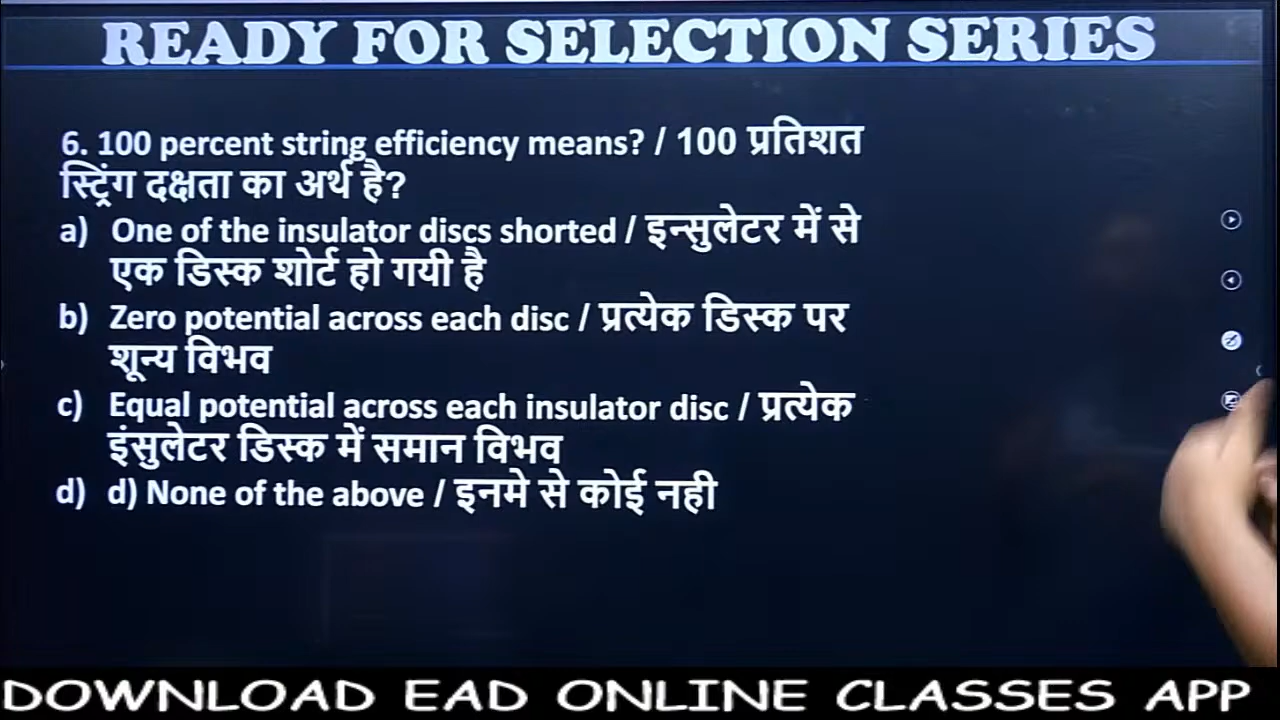 READY FOR SELECTION SERIES
6. 100 percent string efficiency means? / 100 प्रतिशत
स्ट्रिंग दक्षता का अर्थ है?
a) One of the insulator discs shorted / इन्सुलेटर में से
एक डिस्क शोर्ट हो गयी है
b) Zero potential across each disc / प्रत्येक डिस्क पर
शून्य विभव
c) Equal potential across each insulator disc / प्रत्येक
इंसुलेटर डिस्क में समान विभव
d) d) None of the above / इनमे से कोई नही
DOWNLOAD EAD ONLINE CLASSES APP